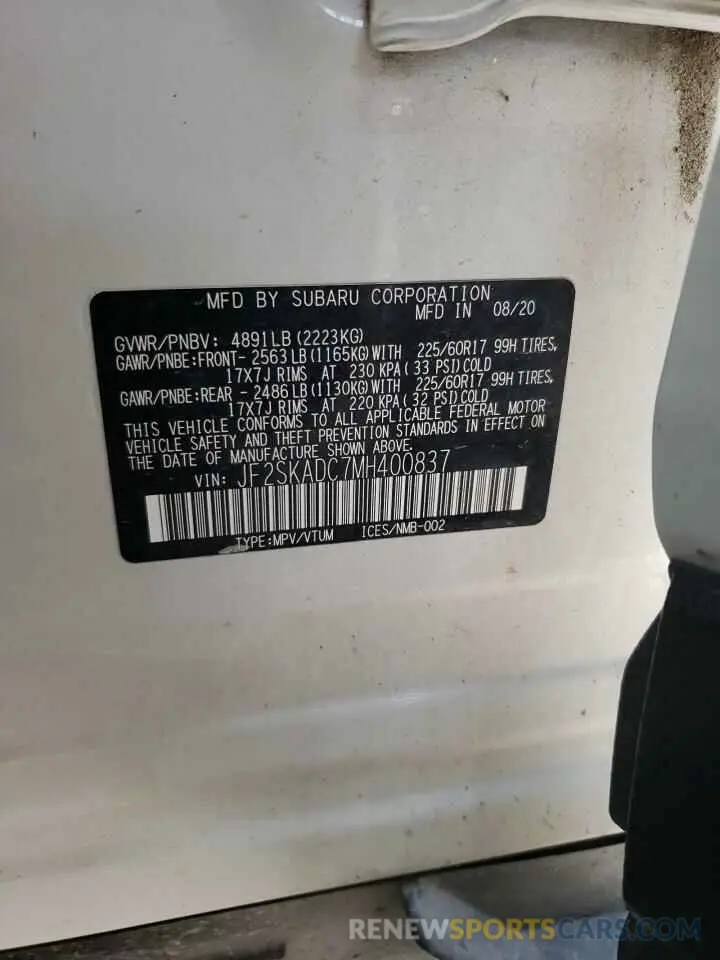 MFD BY SUBARU CORPORATION
MFD IN 08/20
GVWR/PNBV: 4891LB (2223KG)
GAWR/PNBE:FRONT- 2563LB (1165KG) WITH 225/60R17 99H TIRES,
17X7J RIMS AT 230 KPA ( 33 PSI) COLD
GAWR/PNBE:REAR - 2486LB (1130KG) WITH 225/60R17 99H TIRES,
17X7J RIMS AT 220 KPA ( 32 PSI) COLD
THIS VEHICLE CONFORMS TO ALL APPLICABLE FEDERAL MOTOR
VEHICLE SAFETY AND THEFT PREVENTION STANDARDS IN EFFECT ON
THE DATE OF MANUFACTURE SHOWN ABOVE.
VIN: JF2SKADC7MH400837
TYPE:MPV/VTUM ICES/NMB-002
RENEWSPORTSCARS.COM